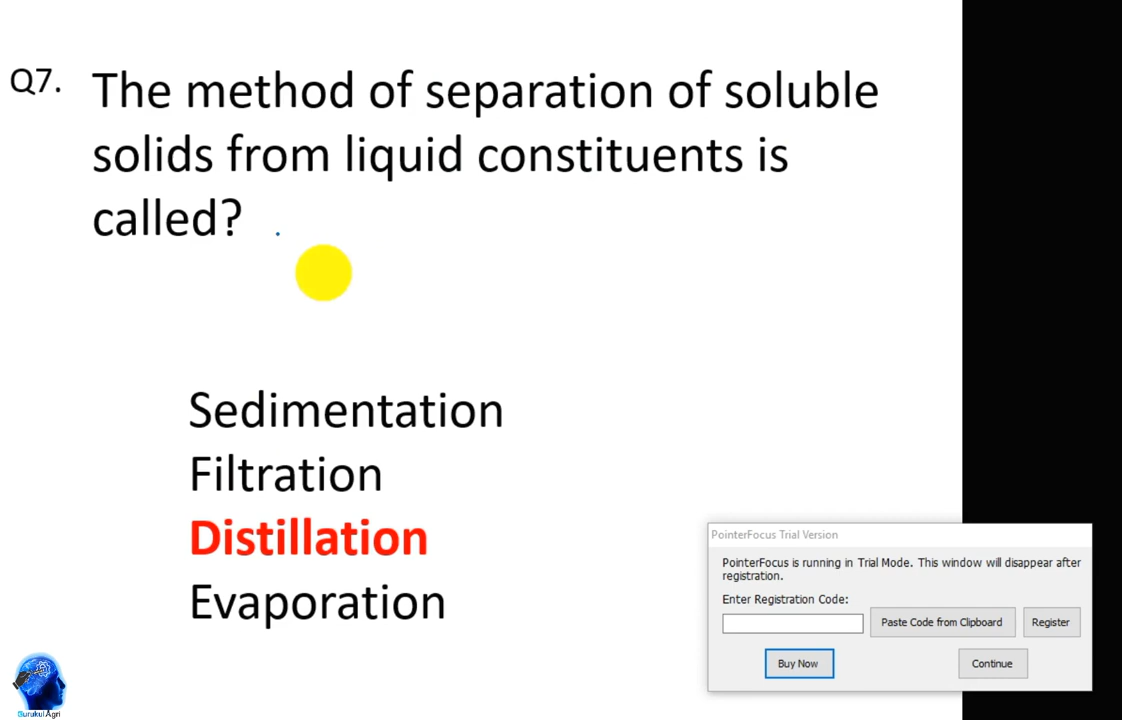 Q7. The method of separation of soluble
solids from liquid constituents is
called?
Sedimentation
Filtration
Distillation
Evaporation
PointerFocus Trial Version
PointerFocus is running in Trial Mode. This window will disappear after
registration.
Enter Registration Code:
Paste Code from Clipboard Register
Buy Now Continue
Gurukul Agri